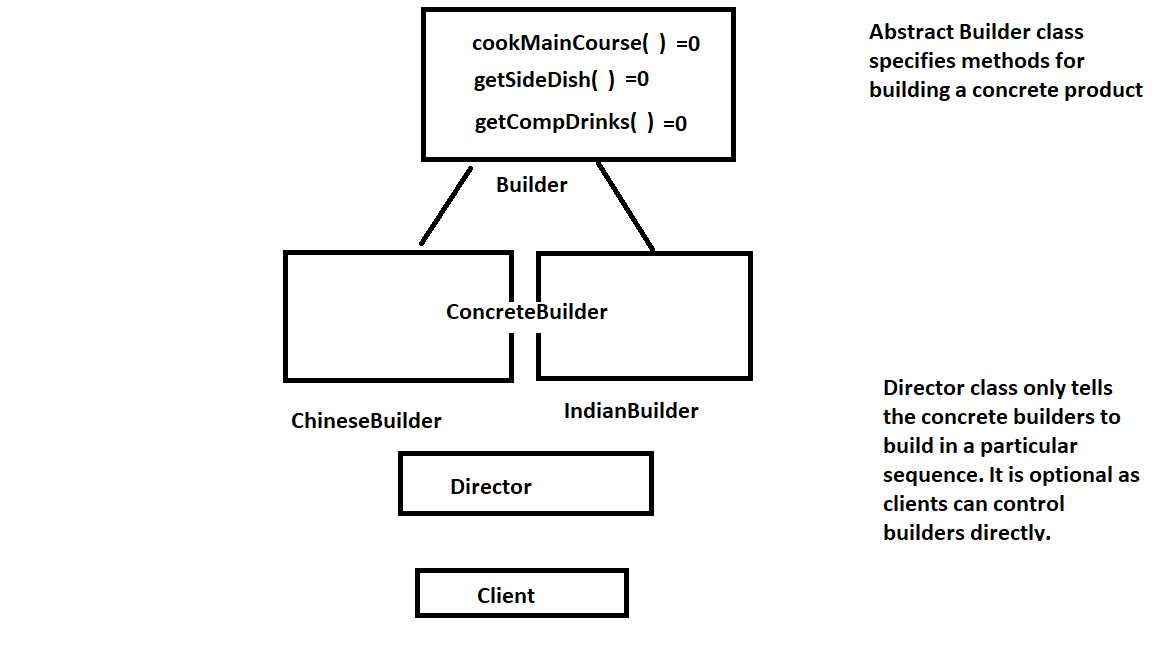 cookMainCourse( ) =0
getSideDish( ) =0
getCompDrinks( ) =0
Builder
Abstract Builder class
specifies methods for
building a concrete product
ConcreteBuilder
ChineseBuilder
IndianBuilder
Director
Client
Director class only tells
the concrete builders to
build in a particular
sequence. It is optional as
clients can control
builders directly.